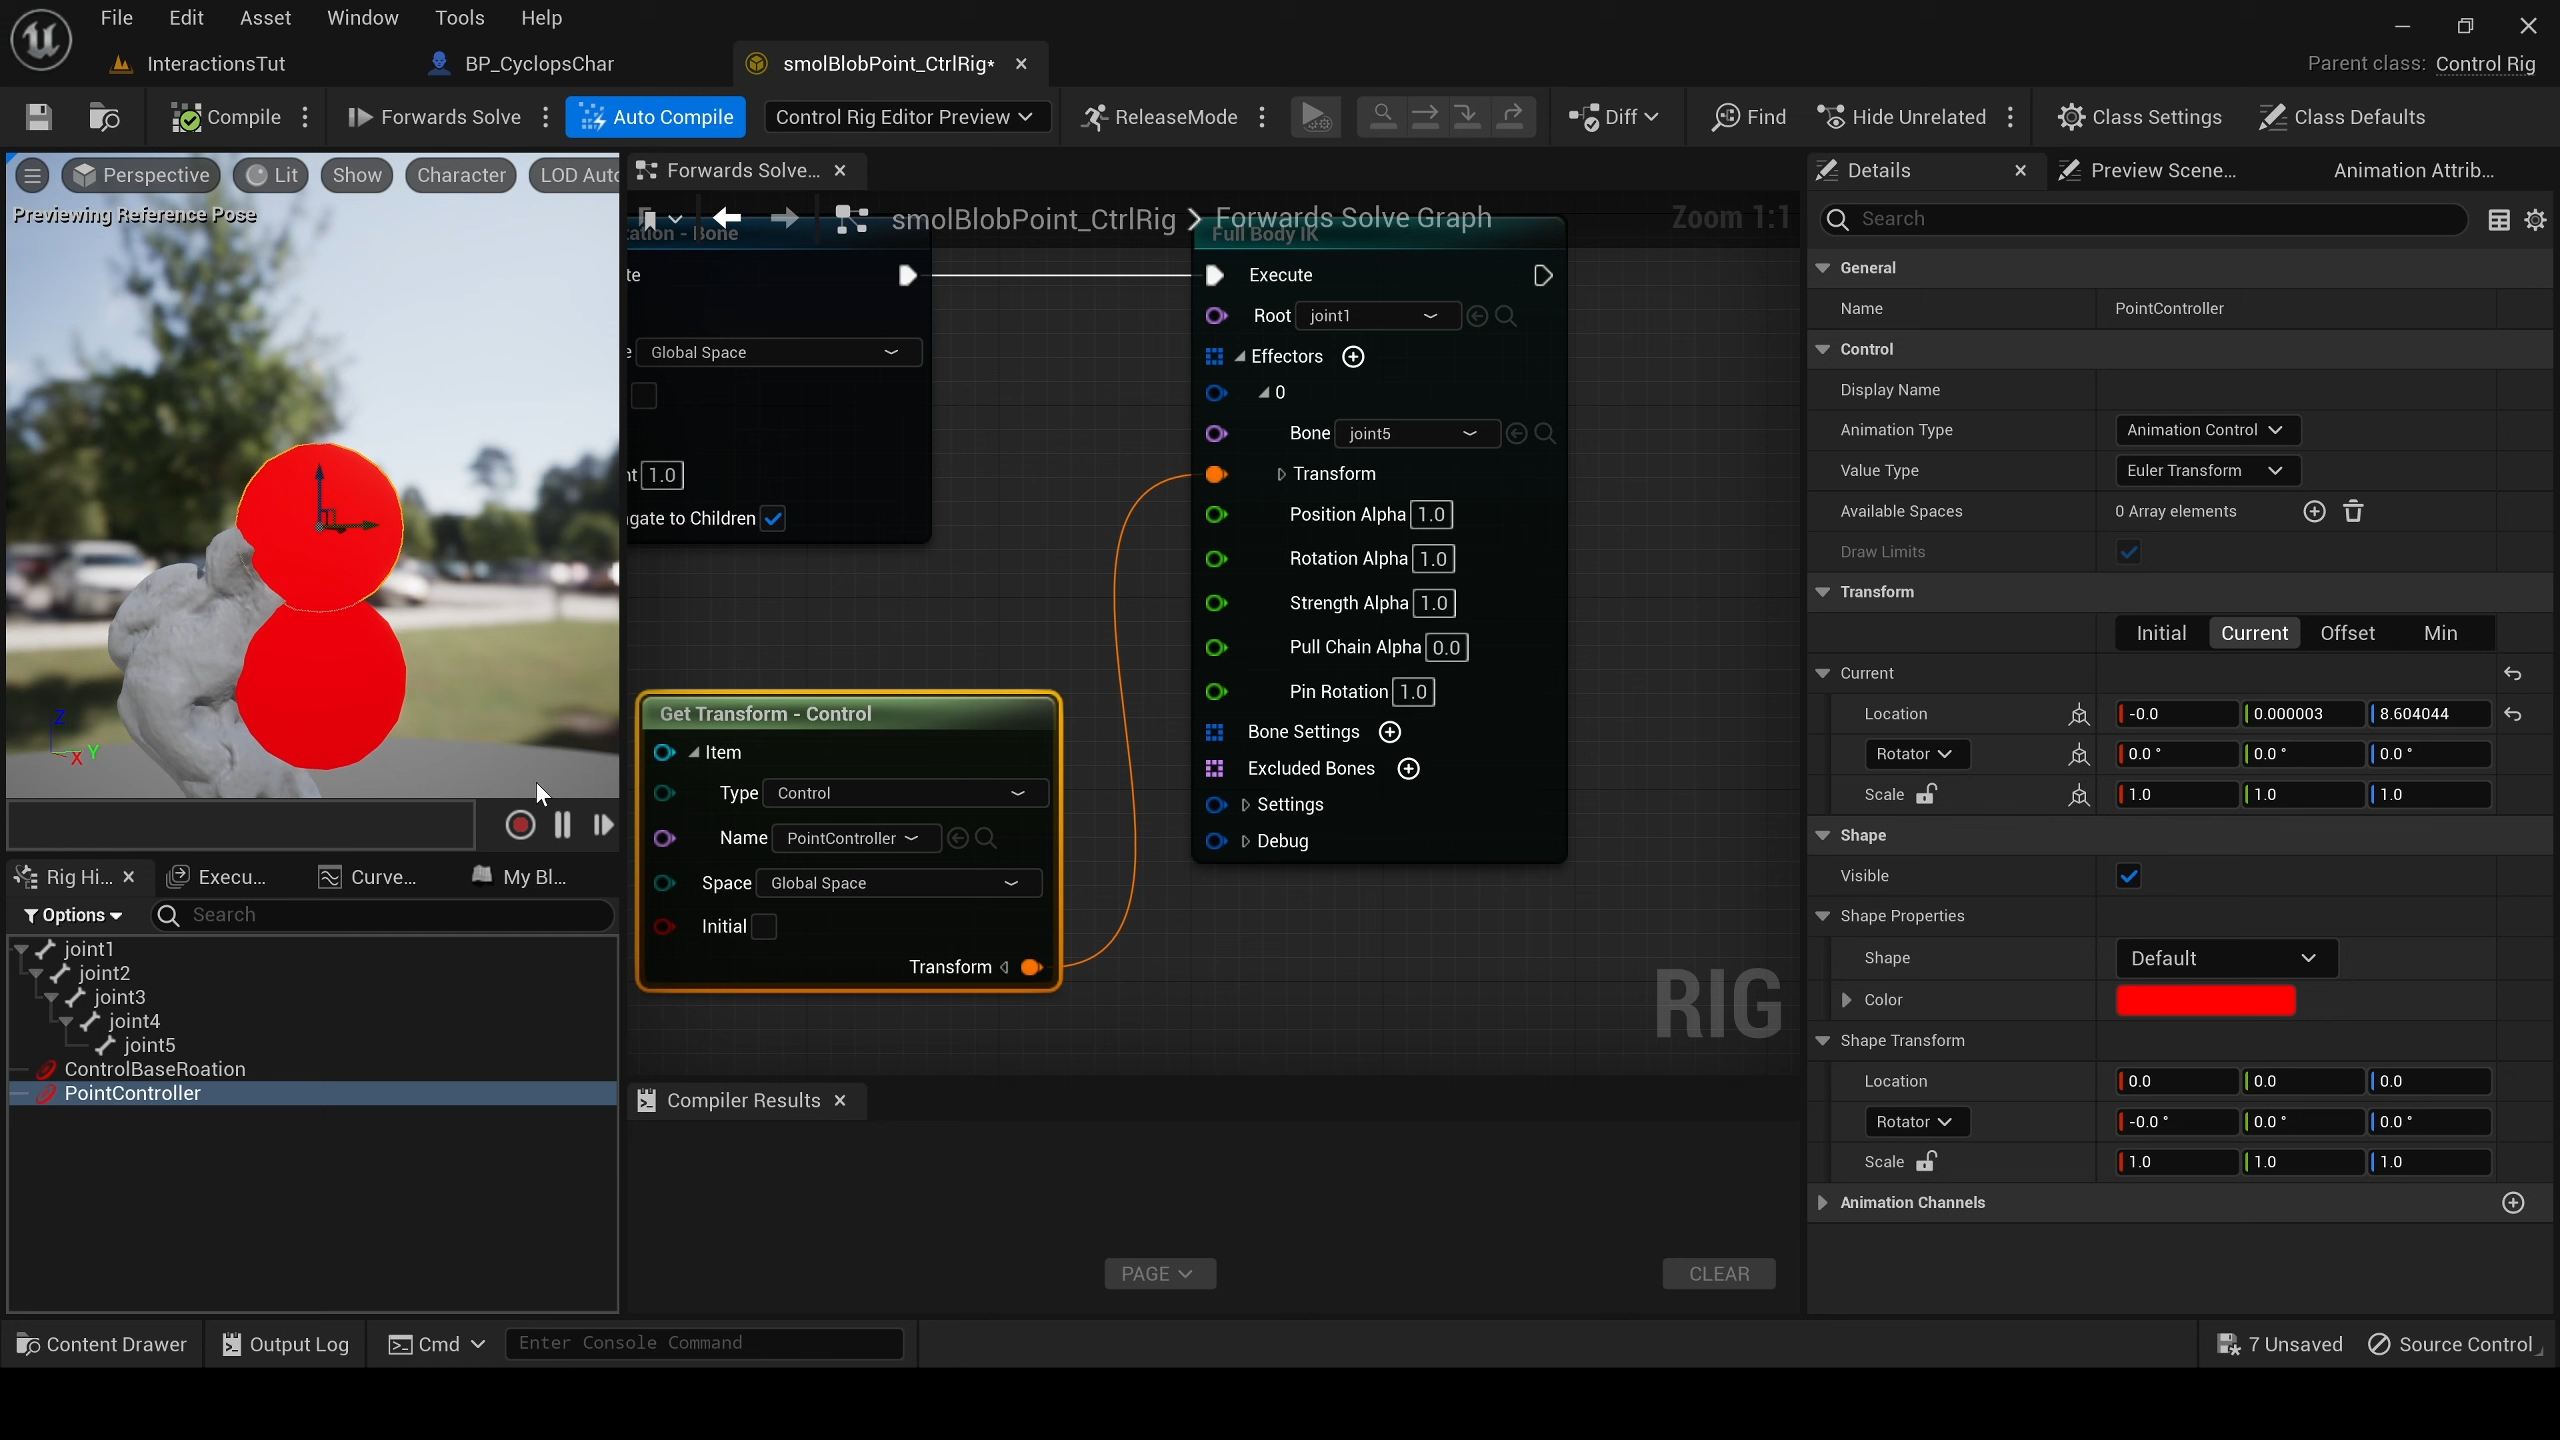 File Edit Asset Window Tools Help
InteractionsTut BP_CyclopsChar smolBlobPoint_CtrlRig* Parent class: Control Rig
Compile Forwards Solve Auto Compile Control Rig Editor Preview ReleaseMode Diff Find Hide Unrelated Class Settings Class Defaults
Perspective Lit Show Character LOD Auto
Previewing Reference Pose
Z
X Y
Forwards Solve...
smolBlobPoint_CtrlRig > Forwards Solve Graph Zoom 1:1
ation - Bone
te
e Global Space
nt 1.0
gate to Children
Full Body IK
Execute
Root joint1
Effectors
0
Bone joint5
Transform
Position Alpha 1.0
Rotation Alpha 1.0
Strength Alpha 1.0
Pull Chain Alpha 0.0
Pin Rotation 1.0
Bone Settings
Excluded Bones
Settings
Debug
Get Transform - Control
Item
Type Control
Name PointController
Space Global Space
Initial
Transform
RIG
Rig Hi... Execu... Curve... My Bl...
Options Search
joint1
joint2
joint3
joint4
joint5
ControlBaseRoation
PointController
Compiler Results
PAGE CLEAR
Details Preview Scene... Animation Attrib...
Search
General
Name PointController
Control
Display Name
Animation Type Animation Control
Value Type Euler Transform
Available Spaces 0 Array elements
Draw Limits
Transform
Initial Current Offset Min
Current
Location -0.0 0.000003 8.604044
Rotator 0.0 ° 0.0 ° 0.0 °
Scale 1.0 1.0 1.0
Shape
Visible
Shape Properties
Shape Default
Color
Shape Transform
Location 0.0 0.0 0.0
Rotator -0.0 ° 0.0 ° 0.0 °
Scale 1.0 1.0 1.0
Animation Channels
Content Drawer Output Log Cmd Enter Console Command 7 Unsaved Source Control